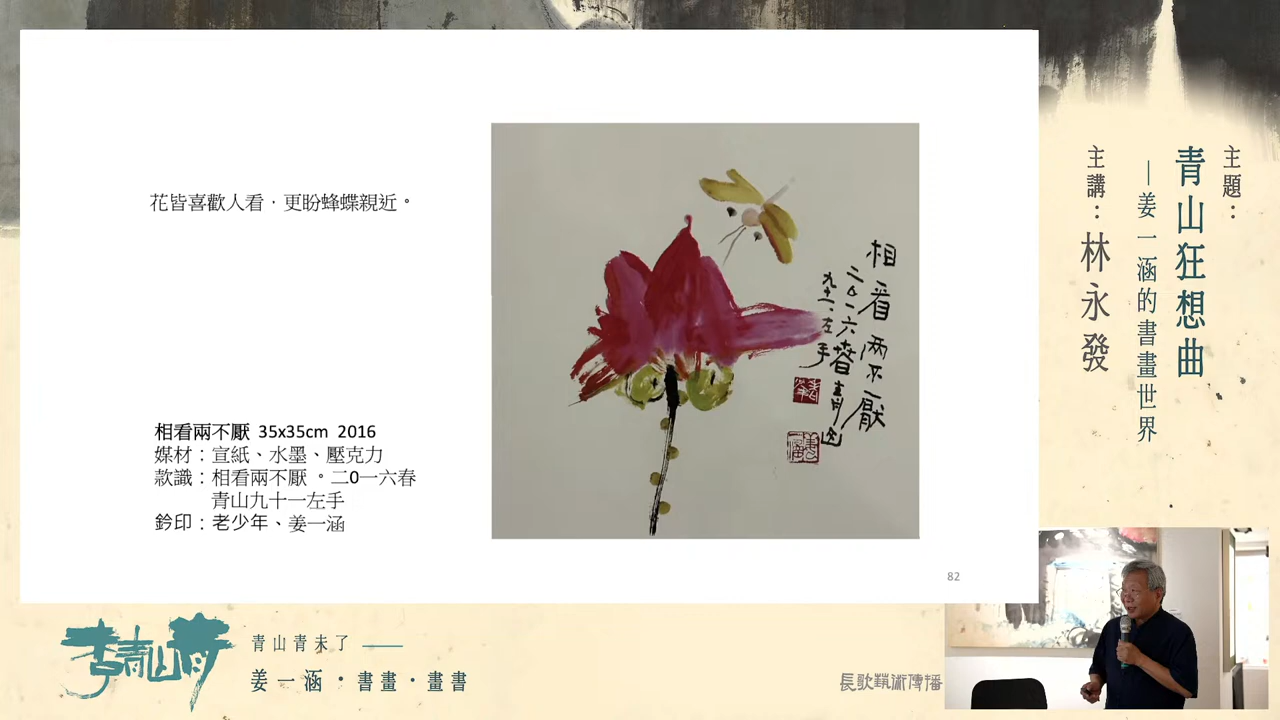 花皆喜歡人看，更盼蜂蝶親近。
相看兩不厭 35x35cm 2016
媒材：宣紙、水墨、壓克力
款識：相看兩不厭 。二0一六春
青山九十一左手
鈐印：老少年、姜一涵
相看兩不厭
二〇一六春青山
九十一左手
82
主題：
青山狂想曲
—姜一涵的書畫世界
主講：林永發
青山青未了——
姜一涵・書畫・畫書
長歌藝術傳播